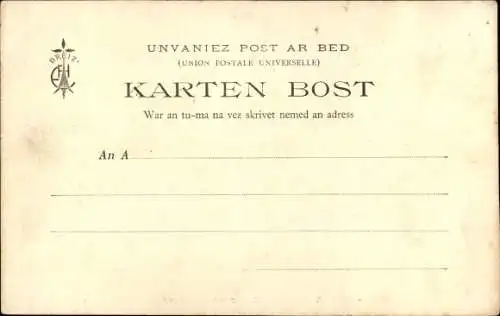 BREIZ
UNVANIEZ POST AR BED
(UNION POSTALE UNIVERSELLE)
KARTEN BOST
War an tu-ma na vez skrivet nemed an adress
An A